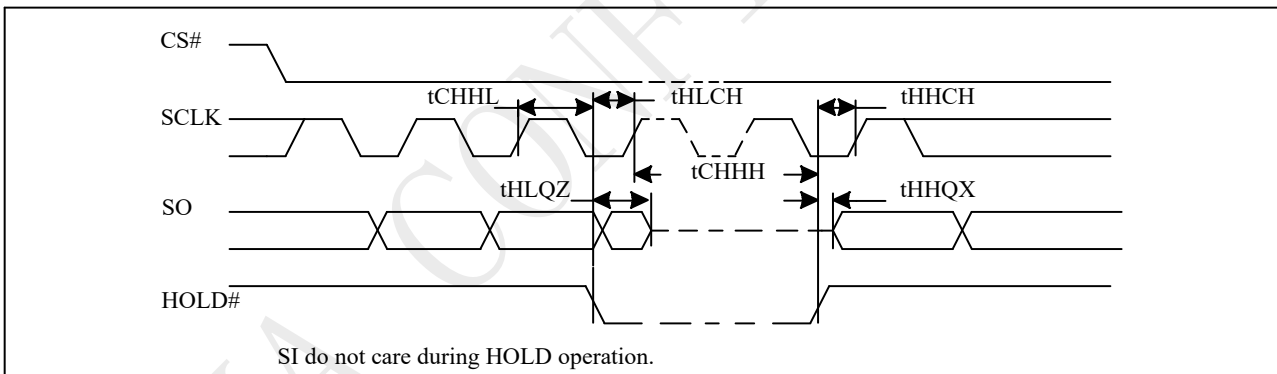 CS#
tCHHL tHLCH tHHCH
SCLK
tCHHH
tHLQZ tHHQX
SO
HOLD#
SI do not care during HOLD operation.